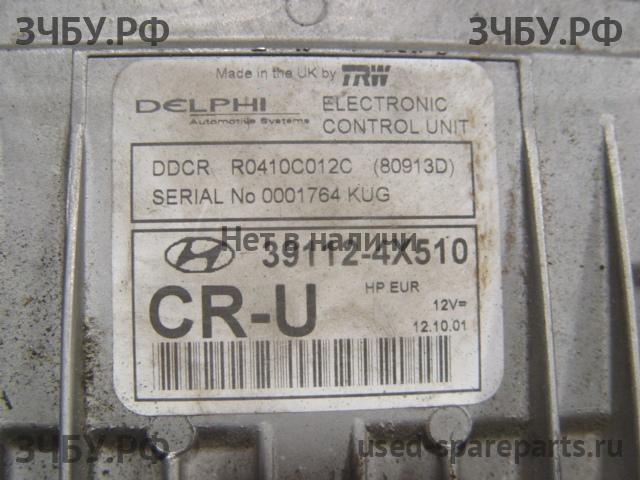 ЗЧБУ.РФ ЗЧБУ.РФ
Made in the UK by TRW
DELPHI
Automotive Systems
ELECTRONIC
CONTROL UNIT
DDCR R0410C012C (80913D)
SERIAL No 0001764 KUG
Нет в наличии
39112-4X510
CR-U HP EUR
12V=
12.10.01
ЗЧБУ.РФ ЗЧБУ.РФ
used-spareparts.ru